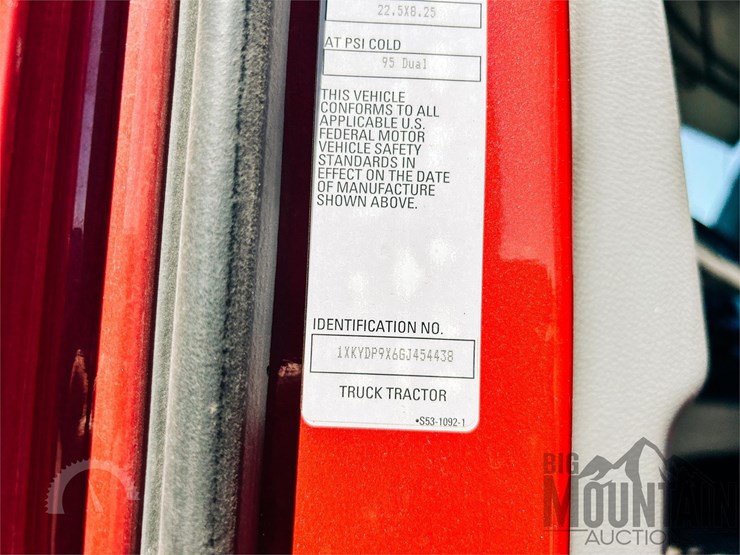 22.5X8.25
AT PSI COLD
95 Dual
THIS VEHICLE
CONFORMS TO ALL
APPLICABLE U.S.
FEDERAL MOTOR
VEHICLE SAFETY
STANDARDS IN
EFFECT ON THE DATE
OF MANUFACTURE
SHOWN ABOVE.
IDENTIFICATION NO.
1XKYDP9X6GJ454438
TRUCK TRACTOR
•S53-1092-1
BIG
MOUNTAIN
AUCTION